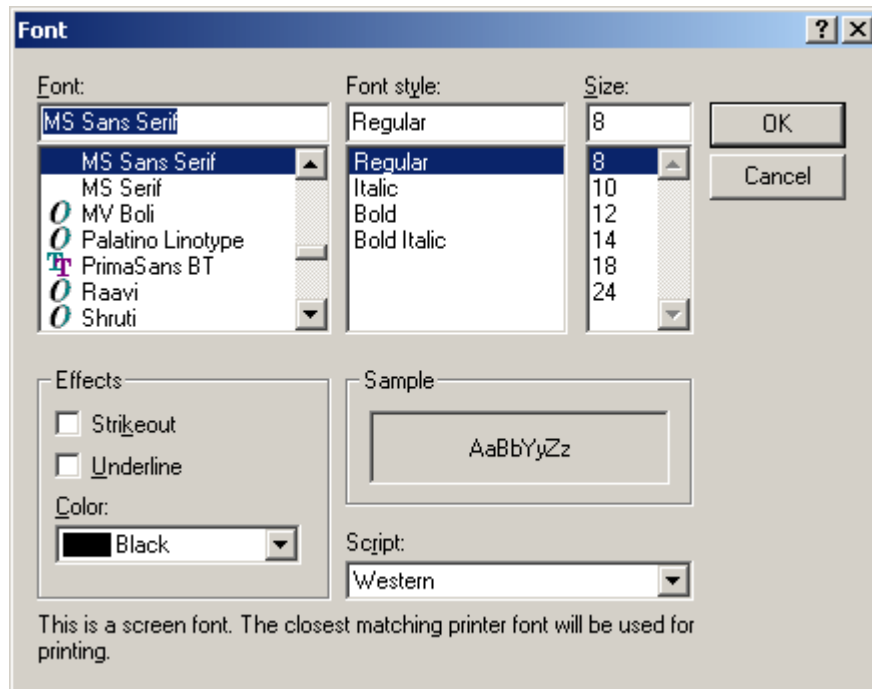 Font
Font:
MS Sans Serif
MS Sans Serif
MS Serif
MV Boli
Palatino Linotype
PrimaSans BT
Raavi
Shruti
Font style:
Regular
Regular
Italic
Bold
Bold Italic
Size:
8
8
10
12
14
18
24
OK
Cancel
Effects
Strikeout
Underline
Color:
Black
Sample
AaBbYyZz
Script:
Western
This is a screen font. The closest matching printer font will be used for
printing.